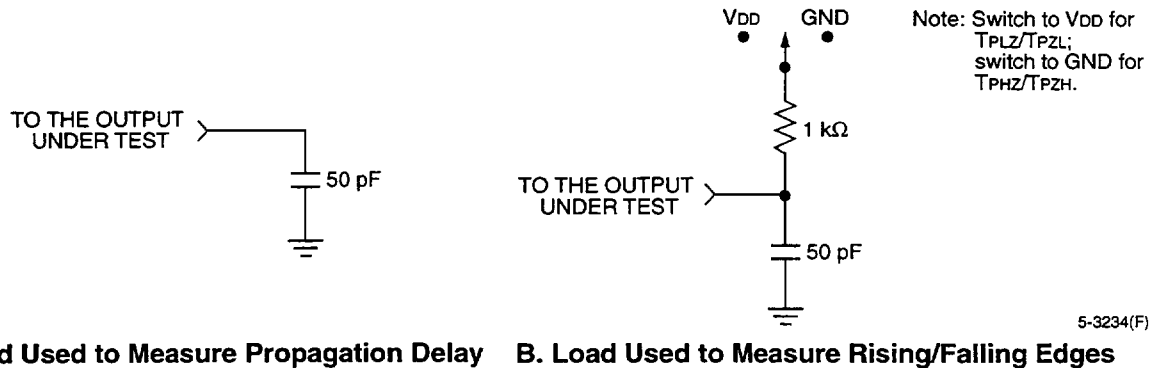 TO THE OUTPUT
UNDER TEST
50 pF
VDD GND
1 kΩ
TO THE OUTPUT
UNDER TEST
50 pF
Note: Switch to VDD for
TPLZ/TPZL;
switch to GND for
TPHZ/TPZH.
5-3234(F)
d Used to Measure Propagation Delay
B. Load Used to Measure Rising/Falling Edges